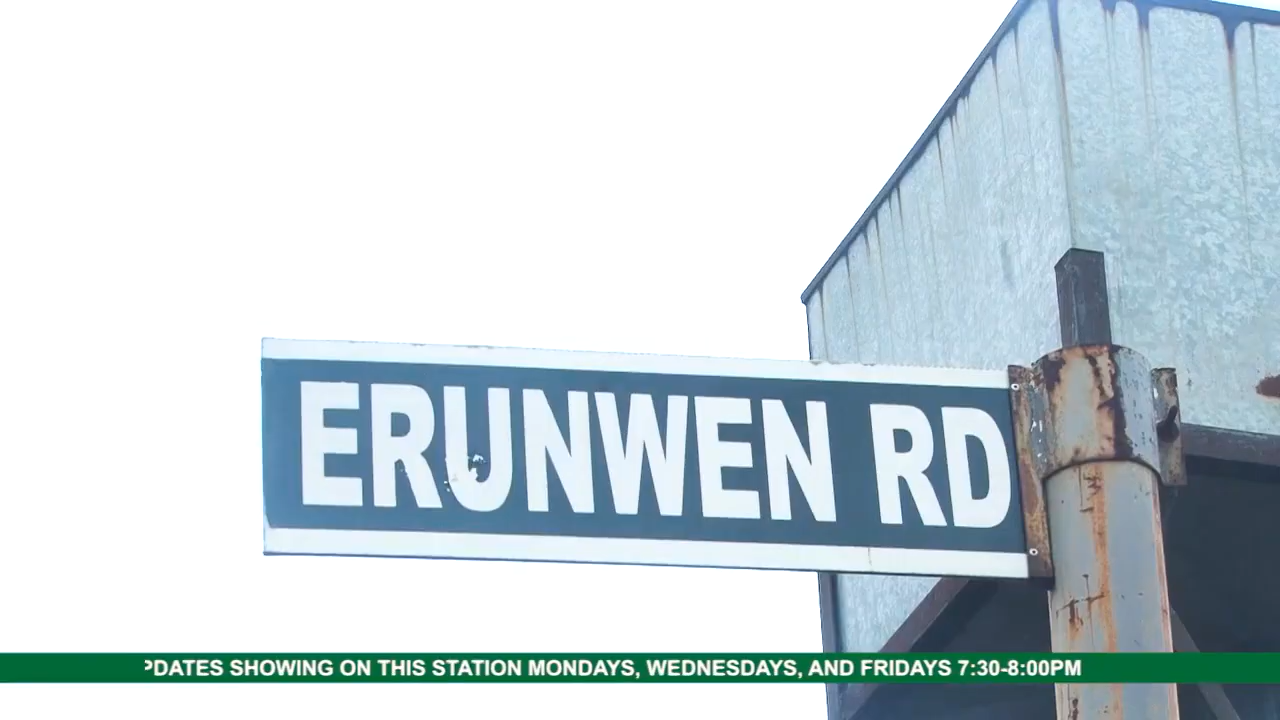 ERUNWEN RD
PDATES SHOWING ON THIS STATION MONDAYS, WEDNESDAYS, AND FRIDAYS 7:30-8:00PM